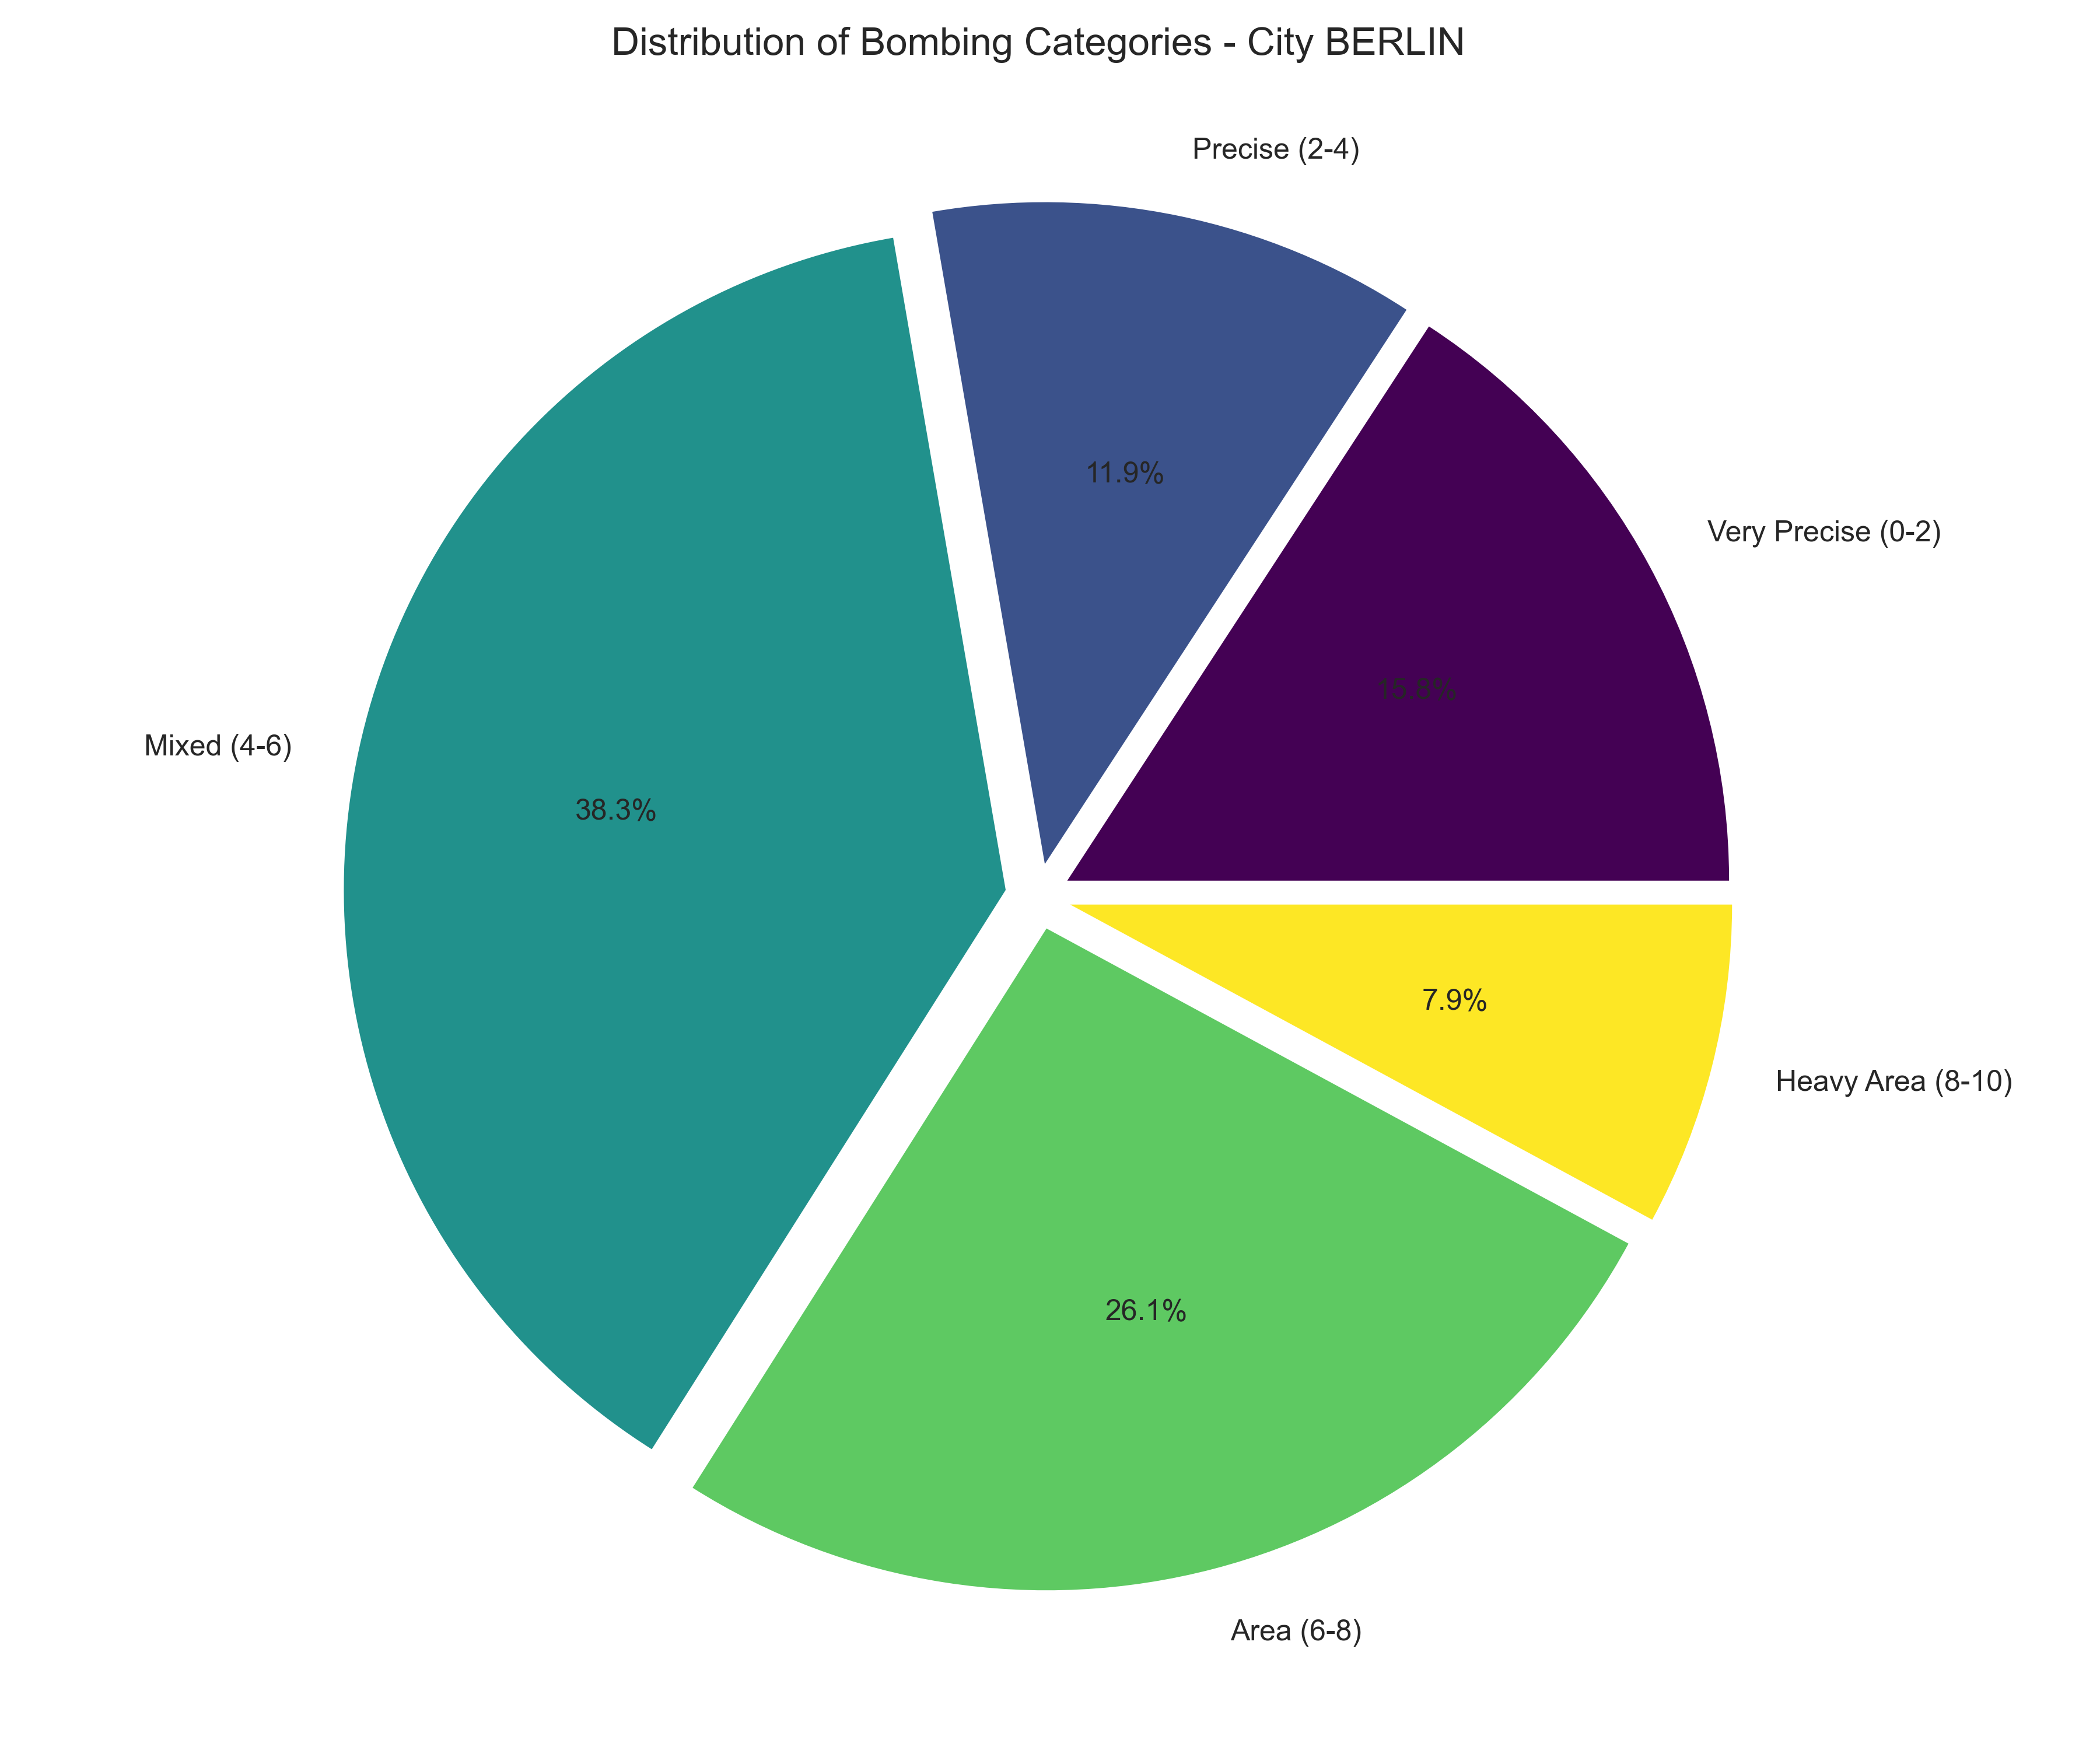 Distribution of Bombing Categories - City BERLIN
Precise (2-4)
11.9%
Very Precise (0-2)
15.8%
Mixed (4-6)
38.3%
7.9%
Heavy Area (8-10)
26.1%
Area (6-8)